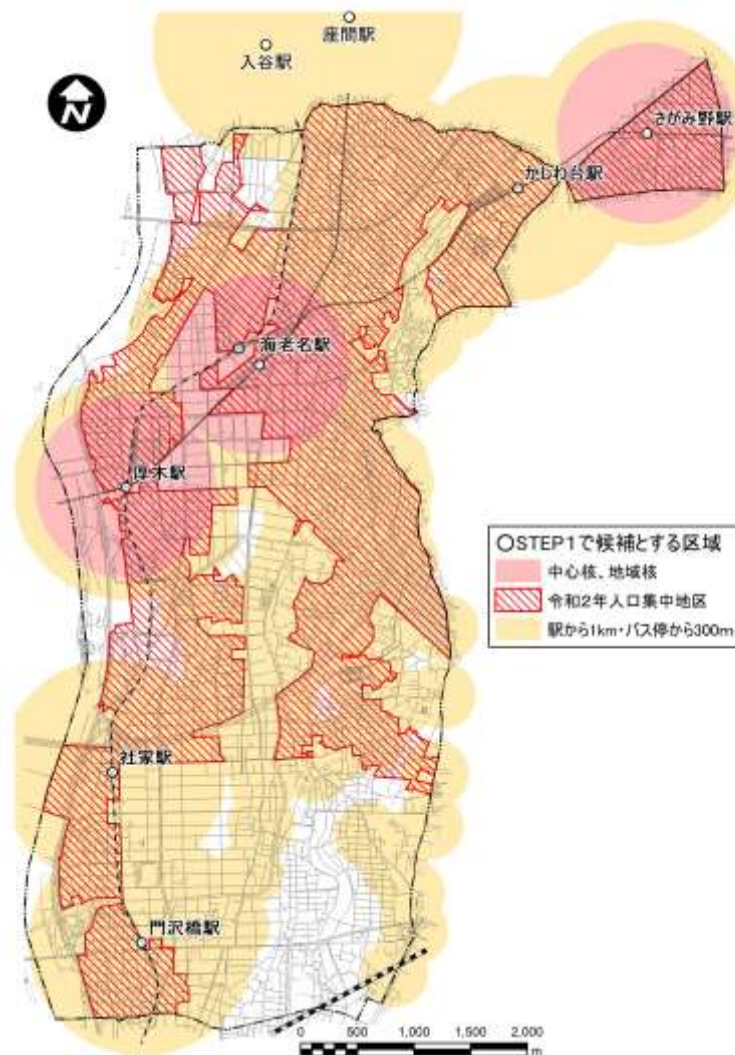 座間駅
入谷駅
N
さがみ野駅
かしわ台駅
海老名駅
厚木駅
○STEP1で候補とする区域
中心核、地域核
令和2年人口集中地区
駅から1km・バス停から300m
社家駅
門沢橋駅
0 500 1,000 1,500 2,000
m